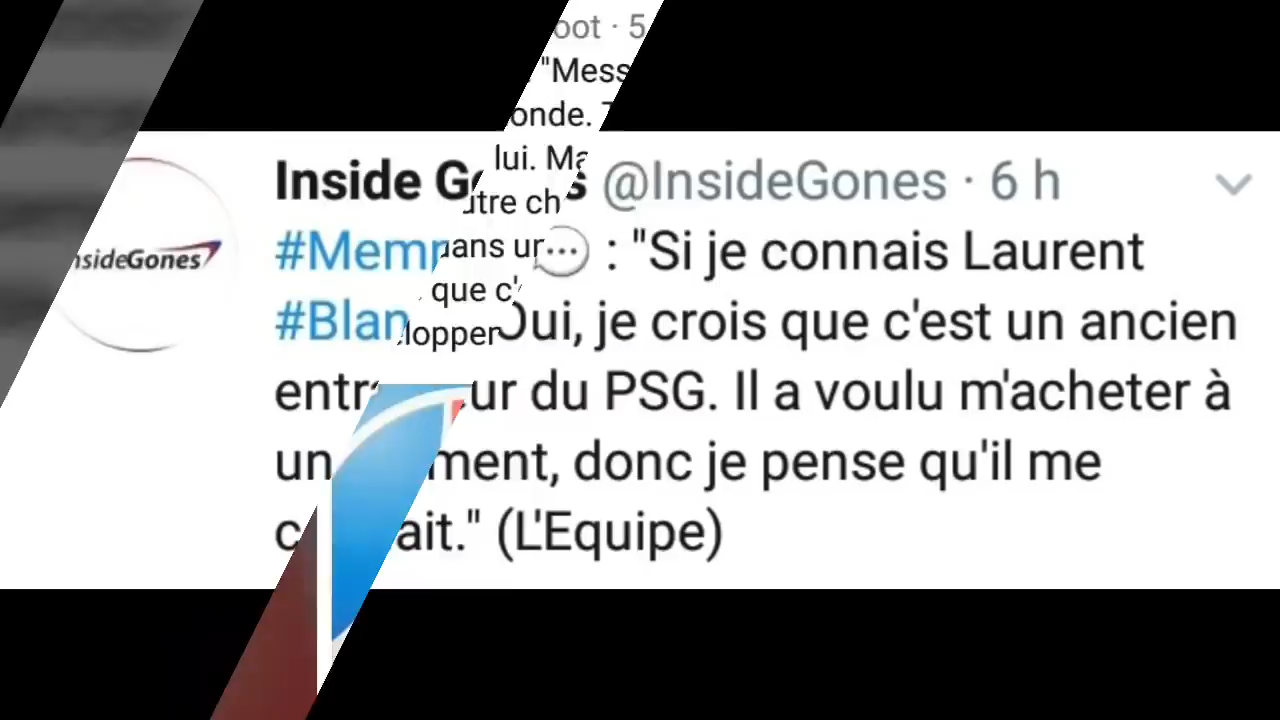 oot · 5
"Mess
onde.
lui. Ma
utre ch
dans un
que c'
lopper
Inside G s @InsideGones · 6 h
nsideGones
#Memp : "Si je connais Laurent
#Blan Oui, je crois que c'est un ancien
entr ur du PSG. Il a voulu m'acheter à
un ment, donc je pense qu'il me
c ait." (L'Equipe)